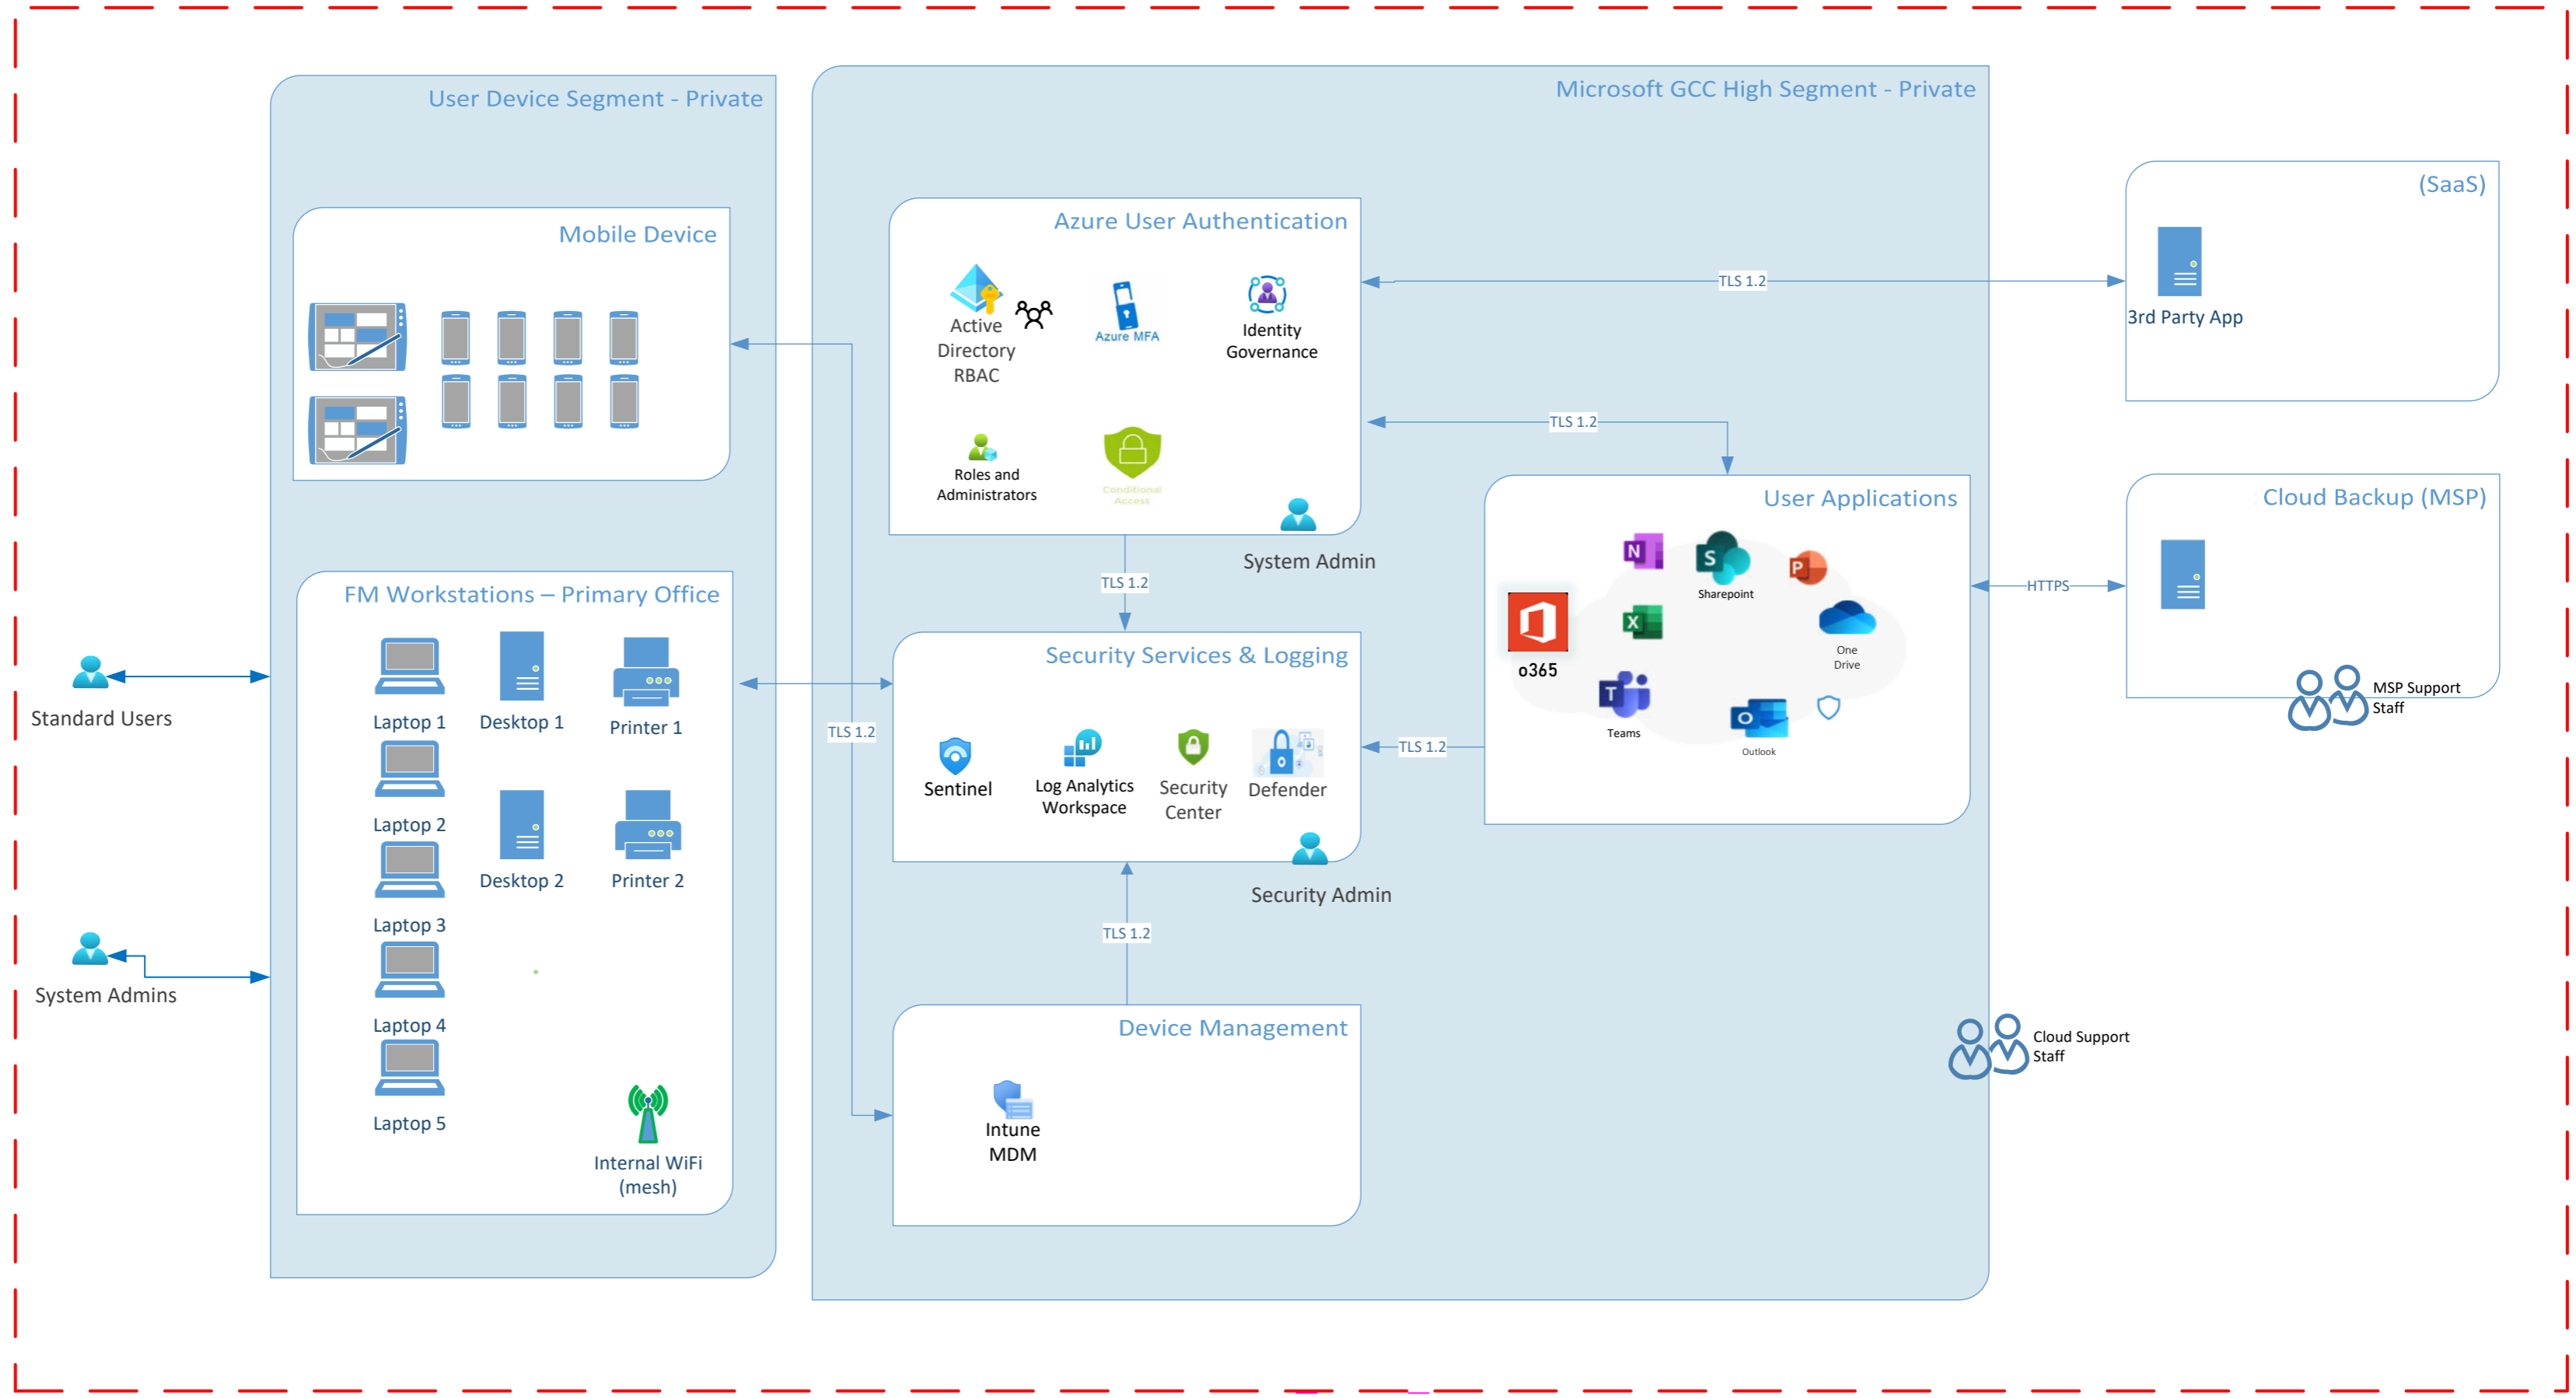 User Device Segment - Private
Microsoft GCC High Segment - Private
Mobile Device
Azure User Authentication
Active
Directory
RBAC
Azure MFA
Identity
Governance
Roles and
Administrators
Conditional
Access
System Admin
TLS 1.2
(SaaS)
3rd Party App
TLS 1.2
TLS 1.2
User Applications
N
S
Sharepoint
P
o365
X
One
Drive
T
Teams
O
Outlook
HTTPS
Cloud Backup (MSP)
MSP Support
Staff
FM Workstations – Primary Office
Laptop 1
Desktop 1
Printer 1
Laptop 2
Desktop 2
Printer 2
Laptop 3
Laptop 4
Laptop 5
Internal WiFi
(mesh)
Standard Users
System Admins
TLS 1.2
Security Services & Logging
Sentinel
Log Analytics
Workspace
Security
Center
Defender
Security Admin
TLS 1.2
TLS 1.2
Device Management
Intune
MDM
Cloud Support
Staff